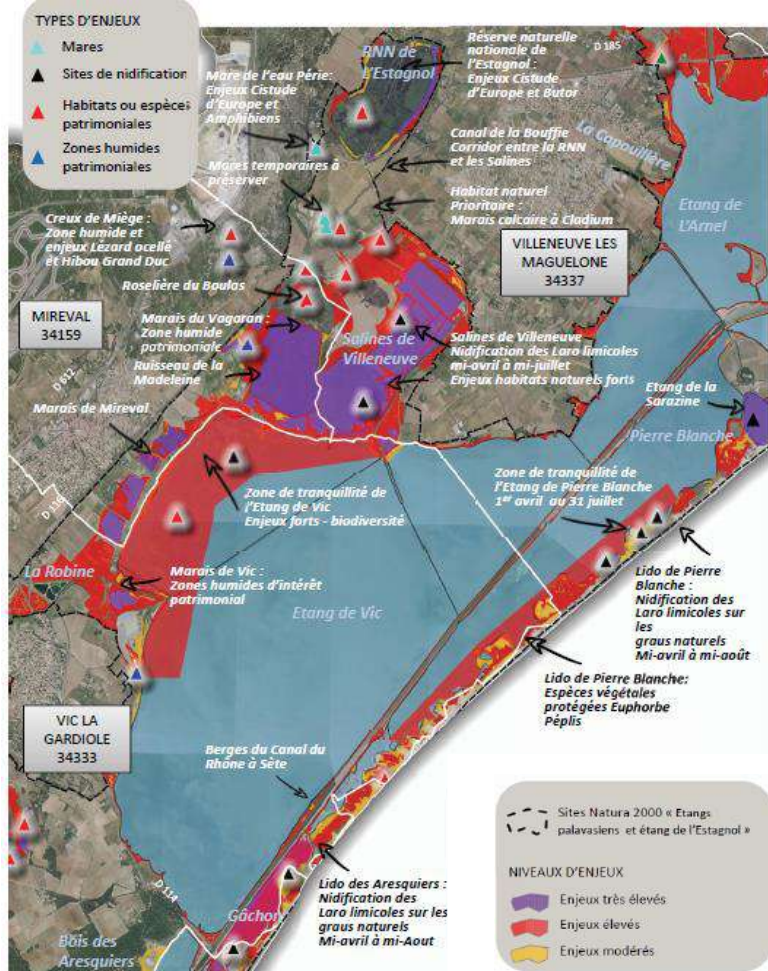 TYPES D'ENJEUX
Mares
Sites de nidification
Habitats ou espèces
patrimoniales
Zones humides
patrimoniales
RNN de
L'Estagnol
Réserve naturelle
nationale de
l'Estagnol :
Enjeux Cistude
d'Europe et Butor
D 185
Mare de l'eau Périe:
Enjeux Cistude
d'Europe et
Amphibiens
La Capoulière
Canal de la Bouffie
Corridor entre la RNN
et les Salines
Mares temporaires à
préserver
Habitat naturel
Prioritaire :
Marais calcaire à Cladium
Etang de
L'Arnel
Creux de Miège :
Zone humide et
enjeux Lézard ocellé
et Hibou Grand Duc
VILLENEUVE LES
MAGUELONE
34337
Roselière du Boulas
MIREVAL
34159
Marais du Vagaran :
Zone humide
patrimoniale
Ruisseau de la
Madeleine
Salines de
Villeneuve
Salines de Villeneuve
Nidification des Laro limicoles
mi-avril à mi-juillet
Enjeux habitats naturels forts
D 612
Etang de la
Sarazine
Marais de Mireval
Pierre Blanche
Zone de tranquillité de
l'Etang de Vic
Enjeux forts - biodiversité
Zone de tranquillité de
l'Etang de Pierre Blanche
1er avril au 31 juillet
D 116
La Robine
Marais de Vic :
Zones humides d'intérêt
patrimonial
Etang de Vic
Lido de Pierre
Blanche :
Nidification des
Laro limicoles sur
les
graus naturels
Mi-avril à mi-août
Lido de Pierre Blanche:
Espèces végétales
protégées Euphorbe
Péplis
VIC LA
GARDIOLE
34333
Berges du Canal du
Rhône à Sète
Sites Natura 2000 « Etangs
palavasiens et étang de l'Estagnol »
NIVEAUX D'ENJEU
Enjeux très élevés
Enjeux élevés
Enjeux modérés
D 114
Lido des Aresquiers :
Nidification des
Laro limicoles sur les
graus naturels
Mi-avril à mi-Aout
Gâchon
Bois des
Aresquiers